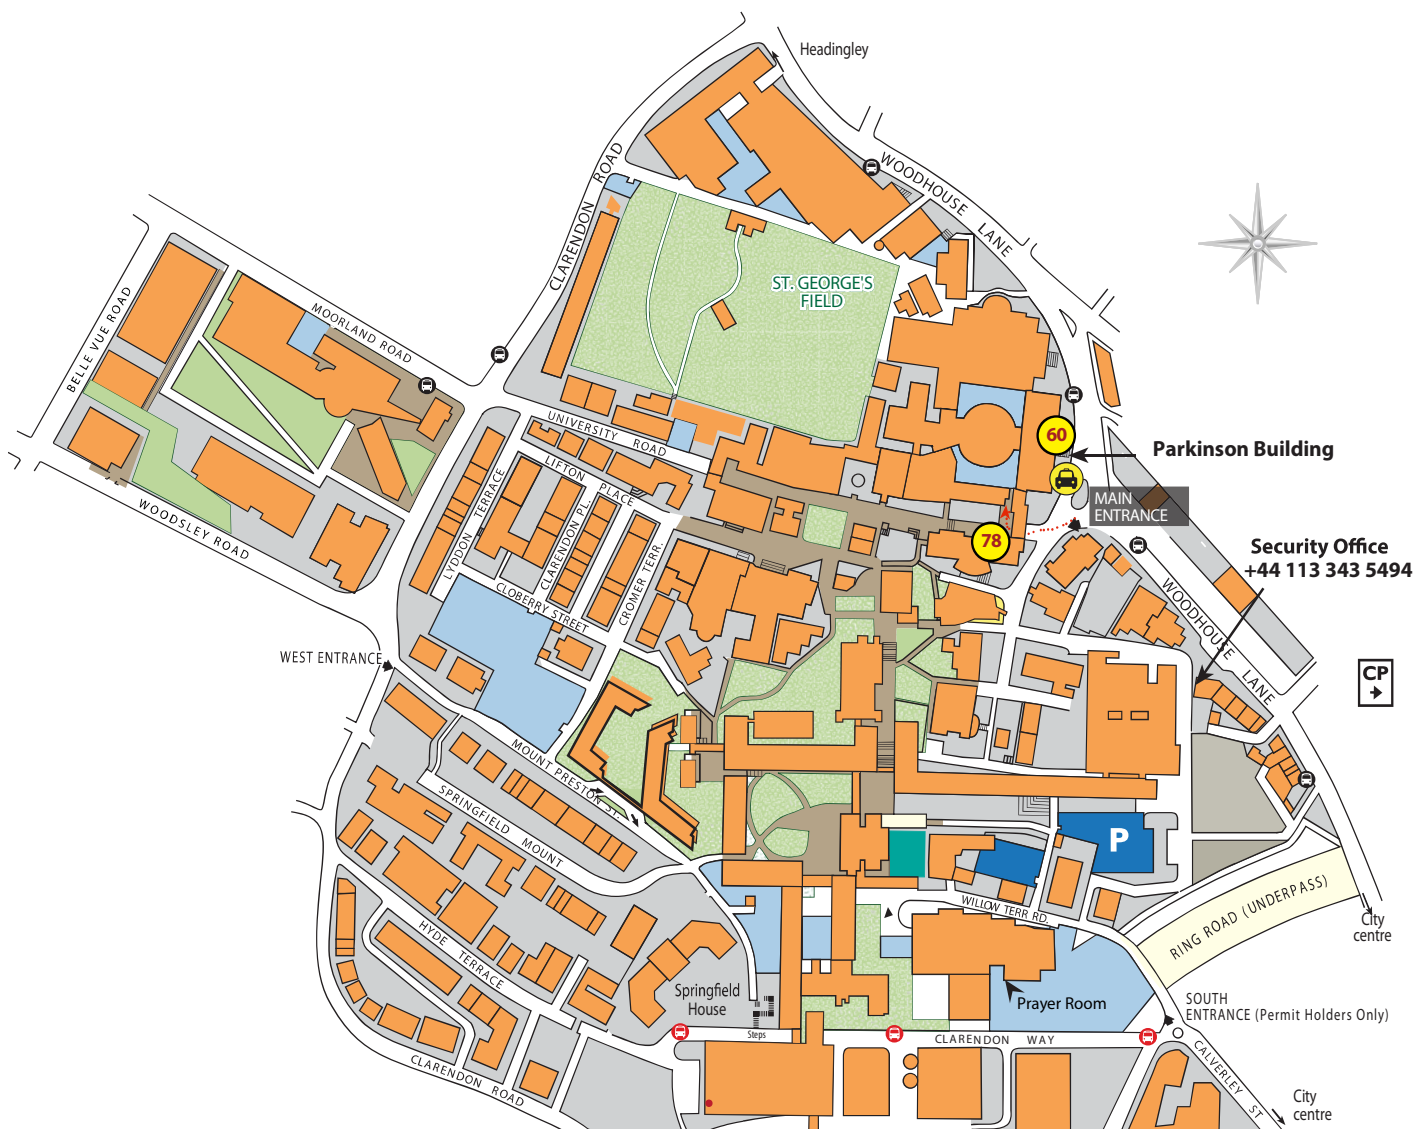 Headingley
WOODHOUSE LANE
CLARENDON ROAD
ST. GEORGE'S
FIELD
BELLE VUE ROAD
MOORLAND ROAD
UNIVERSITY ROAD
60
Parkinson Building
LIFTON PLACE
MAIN
ENTRANCE
78
WOODSLEY ROAD
LYDDON TERRACE
CLARENDON PL.
CROMER TERR.
CLOBERRY STREET
Security Office
+44 113 343 5494
WOODHOUSE LANE
WEST ENTRANCE
CP
MOUNT PRESTON ST.
SPRINGFIELD MOUNT
P
HYDE TERRACE
WILLOW TERR RD.
RING ROAD (UNDERPASS)
City
centre
Springfield
House
Prayer Room
SOUTH
ENTRANCE (Permit Holders Only)
Steps
CLARENDON WAY
CLARENDON ROAD
CALVERLEY ST
City
centre